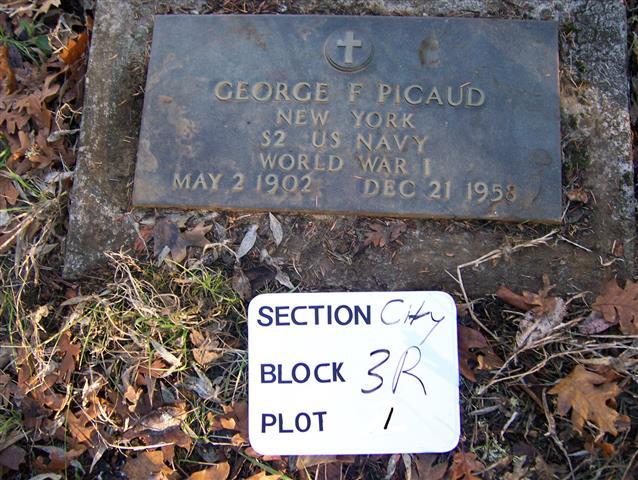 GEORGE F PICAUD
NEW YORK
S2 US NAVY
WORLD WAR I
MAY 2 1902 DEC 21 1958
SECTION City
BLOCK 3R
PLOT 1